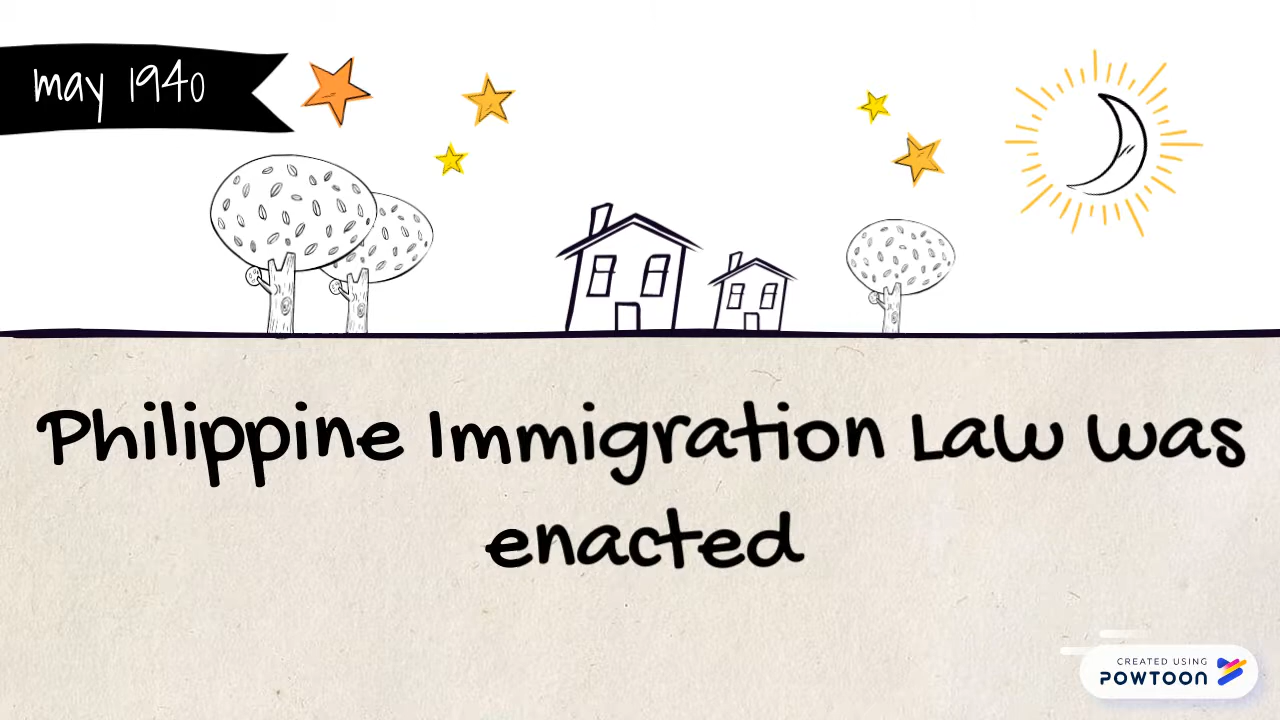 may 1940
Philippine Immigration Law was
enacted
CREATED USING
POWTOON